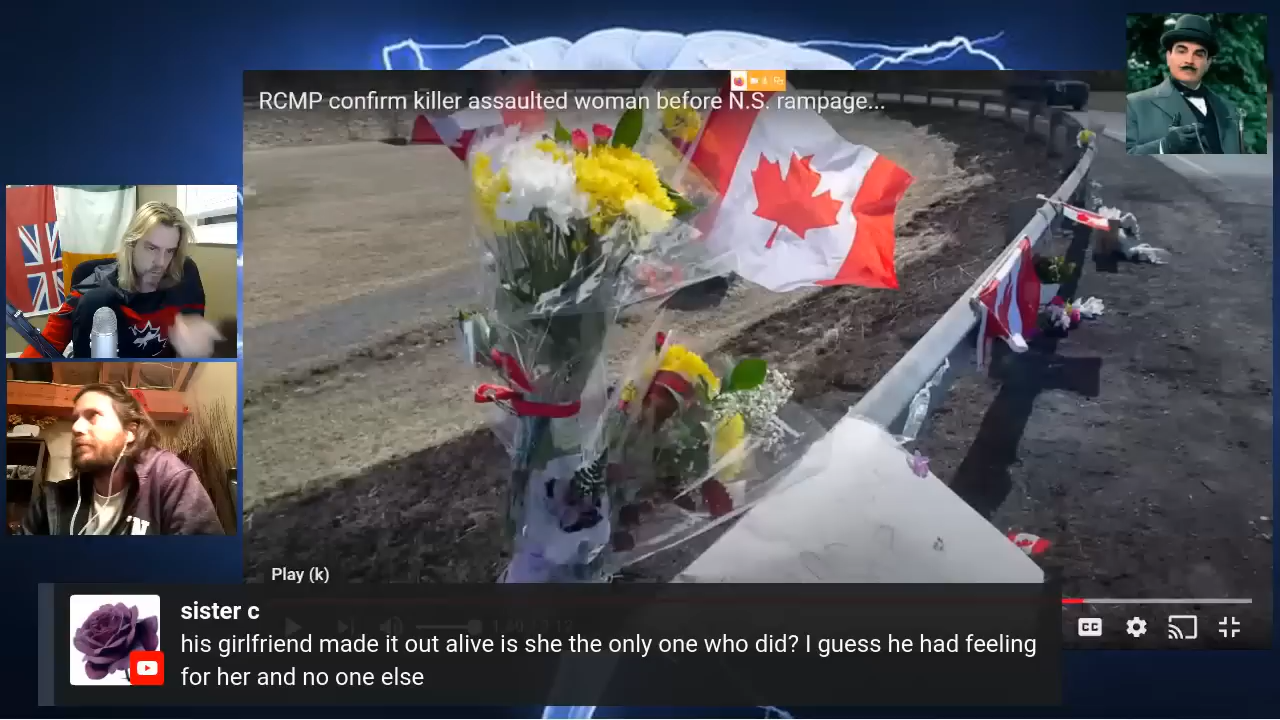 RCMP confirm killer assaulted woman before N.S. rampage...
Play (k)
CC
sister c
his girlfriend made it out alive is she the only one who did? I guess he had feeling
for her and no one else